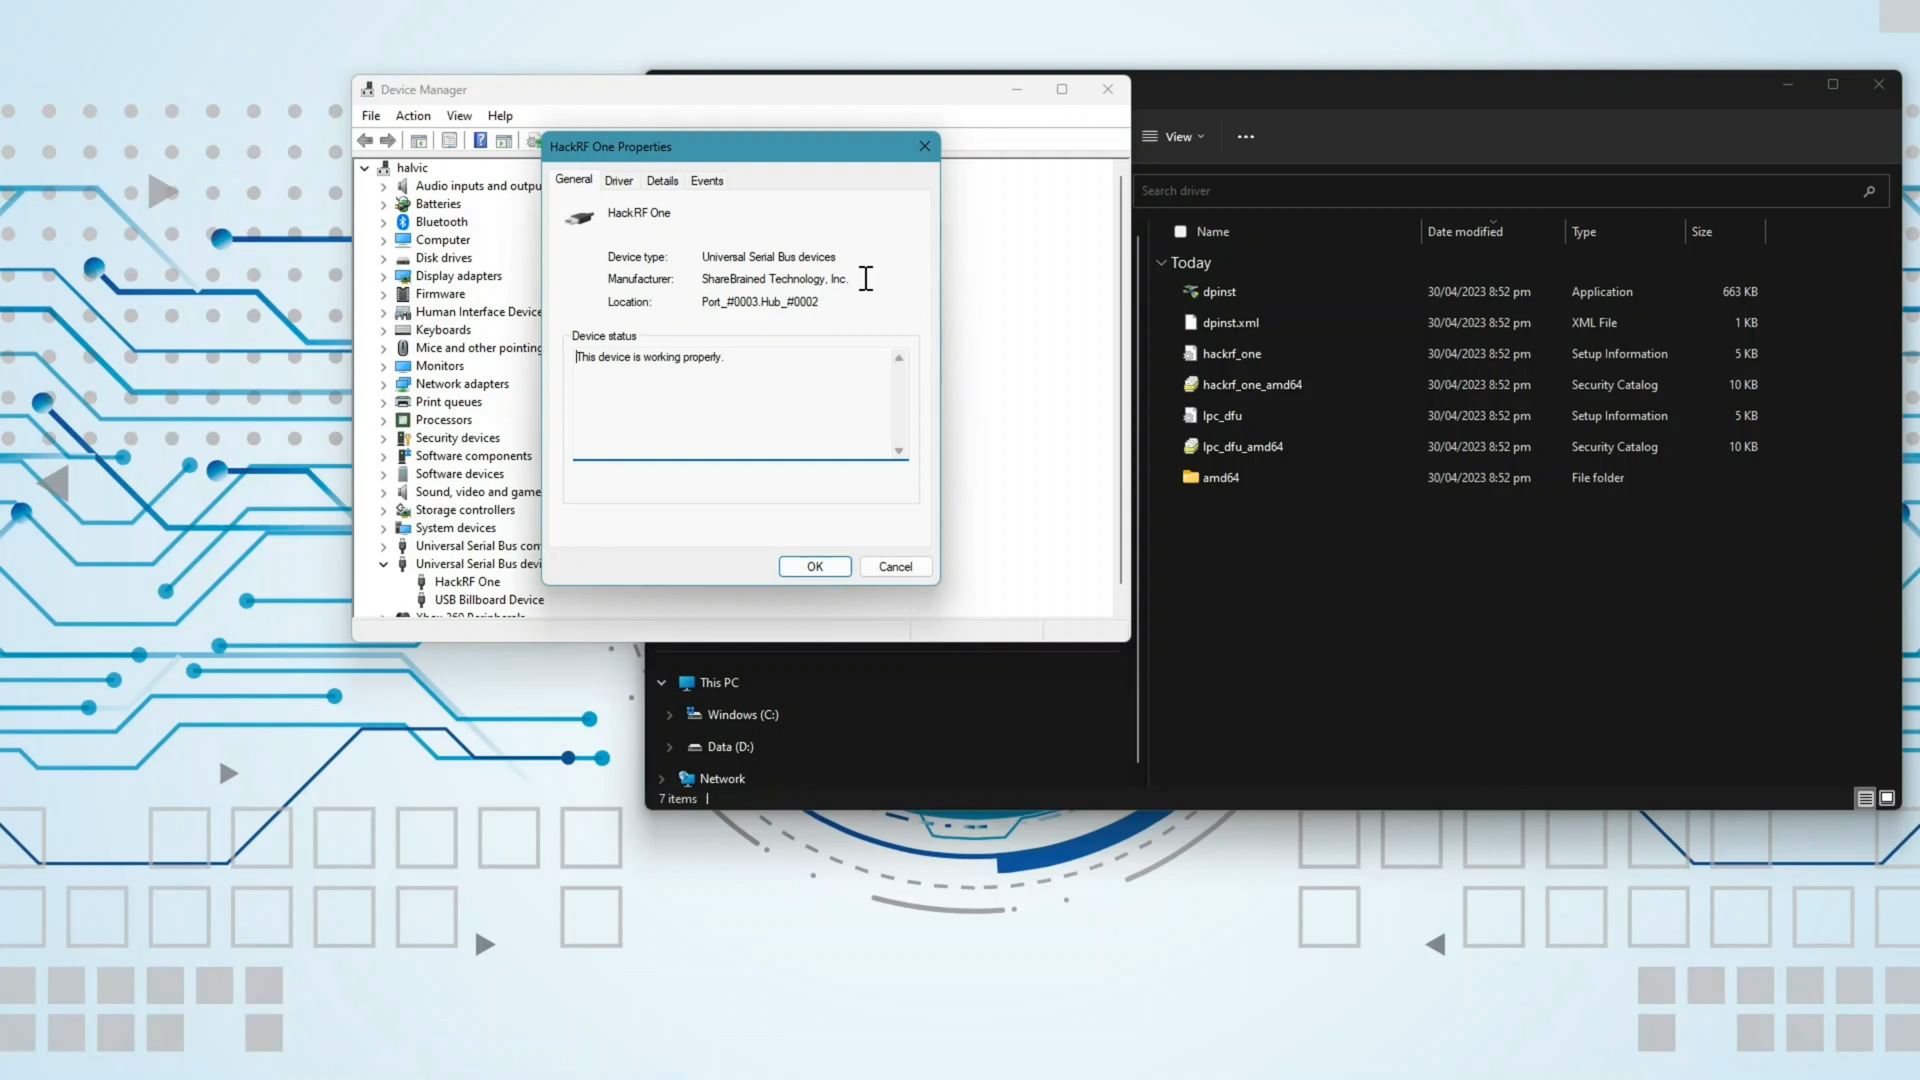 Device Manager
File Action View Help
halvic
Audio inputs and outpu
Batteries
Bluetooth
Computer
Disk drives
Display adapters
Firmware
Human Interface Device
Keyboards
Mice and other pointing
Monitors
Network adapters
Print queues
Processors
Security devices
Software components
Software devices
Sound, video and game
Storage controllers
System devices
Universal Serial Bus con
Universal Serial Bus devi
HackRF One
USB Billboard Device
Xbox 360 Peripherals
HackRF One Properties
General Driver Details Events
HackRF One
Device type: Universal Serial Bus devices
Manufacturer: ShareBrained Technology, Inc.
Location: Port_#0003.Hub_#0002
Device status
This device is working properly.
OK Cancel
View
Search driver
Name Date modified Type Size
Today
dpinst 30/04/2023 8:52 pm Application 663 KB
dpinst.xml 30/04/2023 8:52 pm XML File 1 KB
hackrf_one 30/04/2023 8:52 pm Setup Information 5 KB
hackrf_one_amd64 30/04/2023 8:52 pm Security Catalog 10 KB
lpc_dfu 30/04/2023 8:52 pm Setup Information 5 KB
lpc_dfu_amd64 30/04/2023 8:52 pm Security Catalog 10 KB
amd64 30/04/2023 8:52 pm File folder
This PC
Windows (C:)
Data (D:)
Network
7 items